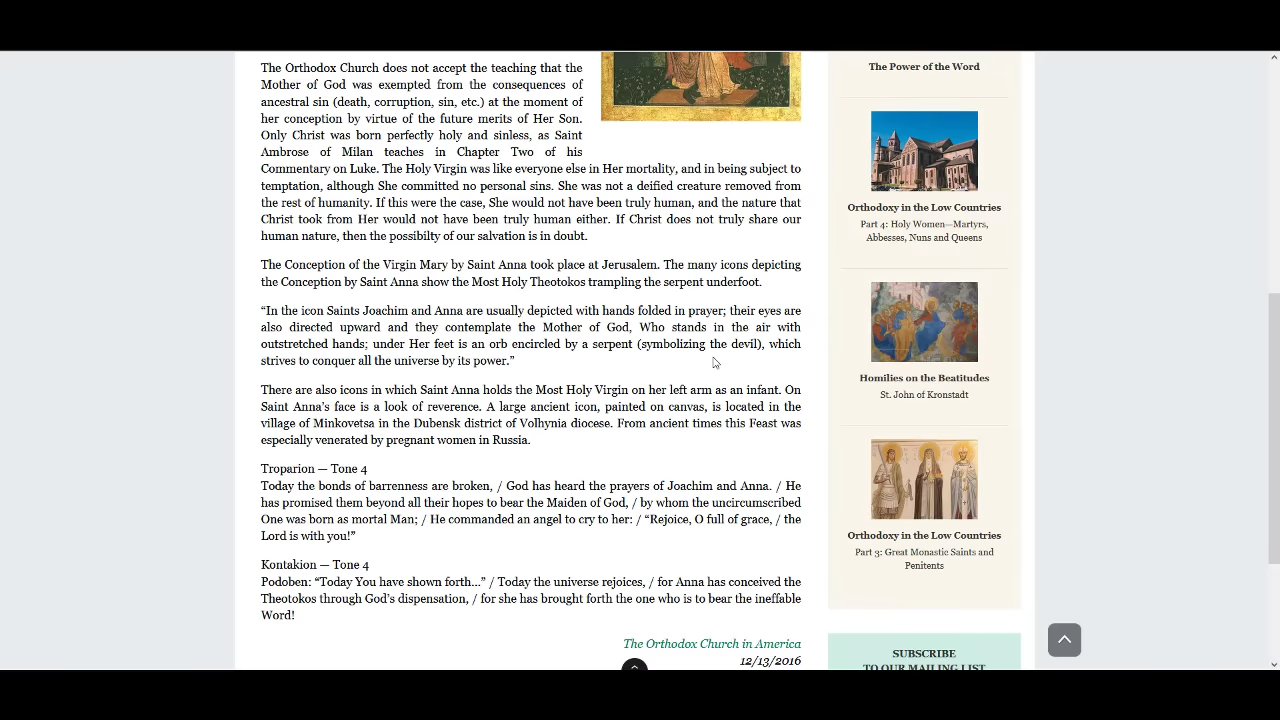 The Orthodox Church does not accept the teaching that the
Mother of God was exempted from the consequences of
ancestral sin (death, corruption, sin, etc.) at the moment of
her conception by virtue of the future merits of Her Son.
Only Christ was born perfectly holy and sinless, as Saint
Ambrose of Milan teaches in Chapter Two of his
Commentary on Luke. The Holy Virgin was like everyone else in Her mortality, and in being subject to
temptation, although She committed no personal sins. She was not a deified creature removed from
the rest of humanity. If this were the case, She would not have been truly human, and the nature that
Christ took from Her would not have been truly human either. If Christ does not truly share our
human nature, then the possibilty of our salvation is in doubt.
The Conception of the Virgin Mary by Saint Anna took place at Jerusalem. The many icons depicting
the Conception by Saint Anna show the Most Holy Theotokos trampling the serpent underfoot.
“In the icon Saints Joachim and Anna are usually depicted with hands folded in prayer; their eyes are
also directed upward and they contemplate the Mother of God, Who stands in the air with
outstretched hands; under Her feet is an orb encircled by a serpent (symbolizing the devil), which
strives to conquer all the universe by its power.”
There are also icons in which Saint Anna holds the Most Holy Virgin on her left arm as an infant. On
Saint Anna’s face is a look of reverence. A large ancient icon, painted on canvas, is located in the
village of Minkovetsa in the Dubensk district of Volhynia diocese. From ancient times this Feast was
especially venerated by pregnant women in Russia.
Troparion — Tone 4
Today the bonds of barrenness are broken, / God has heard the prayers of Joachim and Anna. / He
has promised them beyond all their hopes to bear the Maiden of God, / by whom the uncircumscribed
One was born as mortal Man; / He commanded an angel to cry to her: / “Rejoice, O full of grace, / the
Lord is with you!”
Kontakion — Tone 4
Podoben: “Today You have shown forth...” / Today the universe rejoices, / for Anna has conceived the
Theotokos through God’s dispensation, / for she has brought forth the one who is to bear the ineffable
Word!
The Orthodox Church in America
12/13/2016
The Power of the Word
Orthodoxy in the Low Countries
Part 4: Holy Women—Martyrs,
Abbesses, Nuns and Queens
Homilies on the Beatitudes
St. John of Kronstadt
Orthodoxy in the Low Countries
Part 3: Great Monastic Saints and
Penitents
SUBSCRIBE
TO OUR MAILING LIST